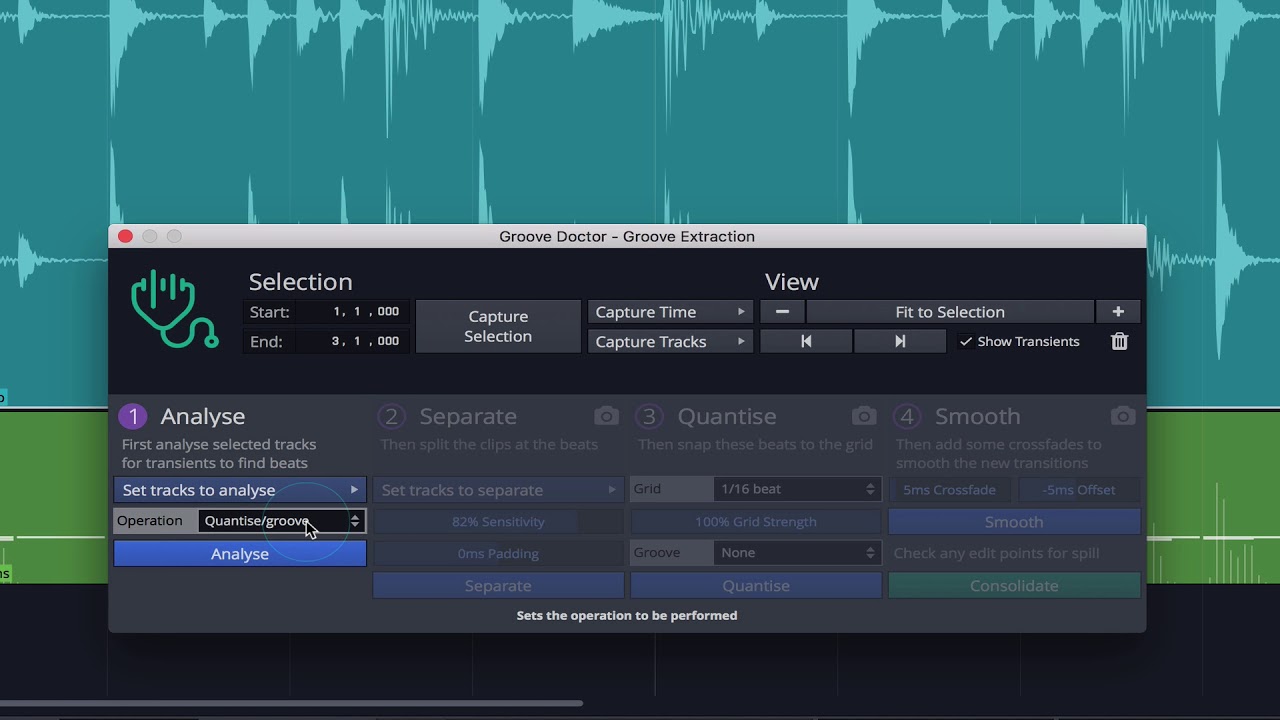 Groove Doctor - Groove Extraction
Selection
View
Start: 1, 1, 000
End: 3, 1, 000
Capture
Selection
Capture Time
Capture Tracks
Fit to Selection
Show Transients
1 Analyse
First analyse selected tracks
for transients to find beats
Set tracks to analyse
Operation Quantise/groove
Analyse
2 Separate
Then split the clips at the beats
Set tracks to separate
82% Sensitivity
0ms Padding
Separate
3 Quantise
Then snap these beats to the grid
Grid 1/16 beat
100% Grid Strength
Groove None
Quantise
4 Smooth
Then add some crossfades to
smooth the new transitions
5ms Crossfade -5ms Offset
Smooth
Check any edit points for spill
Consolidate
Sets the operation to be performed